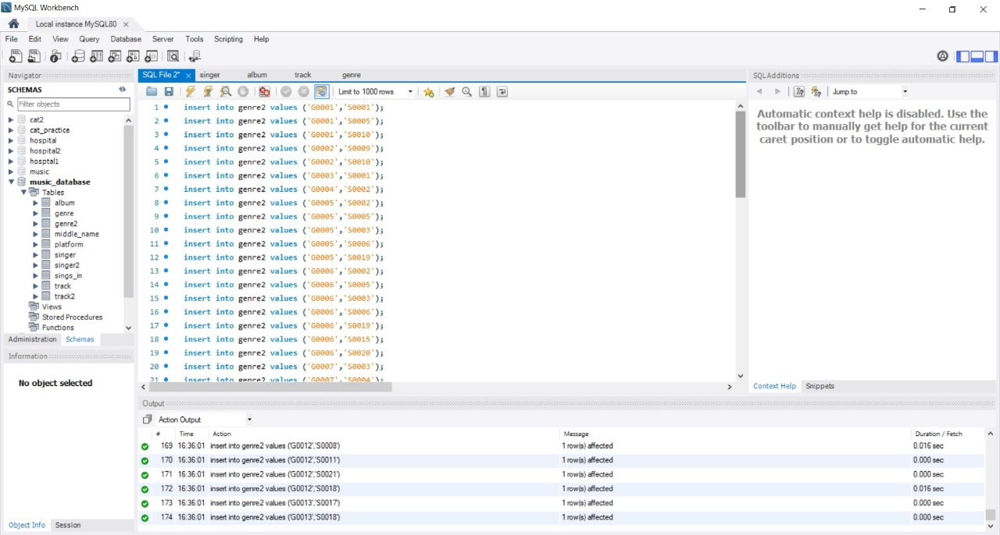 MySQL Workbench
Local instance MySQL80
File Edit View Query Database Server Tools Scripting Help
Navigator
SCHEMAS
Filter objects
cat2
cat_practice
hospital
hospital2
hosptal1
music
music_database
Tables
album
genre
genre2
middle_name
platform
singer
singer2
sings_in
track
track2
Views
Stored Procedures
Functions
Administration Schemas
Information
No object selected
Object Info Session
SQL File 2* singer album track genre
Limit to 1000 rows
1 insert into genre2 values ('G0001','S0001');
2 insert into genre2 values ('G0001','S0005');
3 insert into genre2 values ('G0001','S0010');
4 insert into genre2 values ('G0002','S0009');
5 insert into genre2 values ('G0002','S0010');
6 insert into genre2 values ('G0003','S0001');
7 insert into genre2 values ('G0004','S0002');
8 insert into genre2 values ('G0005','S0002');
9 insert into genre2 values ('G0005','S0005');
10 insert into genre2 values ('G0005','S0003');
11 insert into genre2 values ('G0005','S0006');
12 insert into genre2 values ('G0005','S0019');
13 insert into genre2 values ('G0006','S0002');
14 insert into genre2 values ('G0006','S0005');
15 insert into genre2 values ('G0006','S0003');
16 insert into genre2 values ('G0006','S0006');
17 insert into genre2 values ('G0006','S0019');
18 insert into genre2 values ('G0006','S0015');
19 insert into genre2 values ('G0006','S0020');
20 insert into genre2 values ('G0007','S0003');
21 insert into genre2 values ('G0007','S0004');
SQLAdditions
Jump to
Automatic context help is disabled. Use the
toolbar to manually get help for the current
caret position or to toggle automatic help.
Context Help Snippets
Output
Action Output
# Time Action Message Duration / Fetch
169 16:36:01 insert into genre2 values ('G0012','S0008') 1 row(s) affected 0.016 sec
170 16:36:01 insert into genre2 values ('G0012','S0011') 1 row(s) affected 0.000 sec
171 16:36:01 insert into genre2 values ('G0012','S0021') 1 row(s) affected 0.000 sec
172 16:36:01 insert into genre2 values ('G0012','S0018') 1 row(s) affected 0.016 sec
173 16:36:01 insert into genre2 values ('G0013','S0017') 1 row(s) affected 0.000 sec
174 16:36:01 insert into genre2 values ('G0013','S0018') 1 row(s) affected 0.000 sec